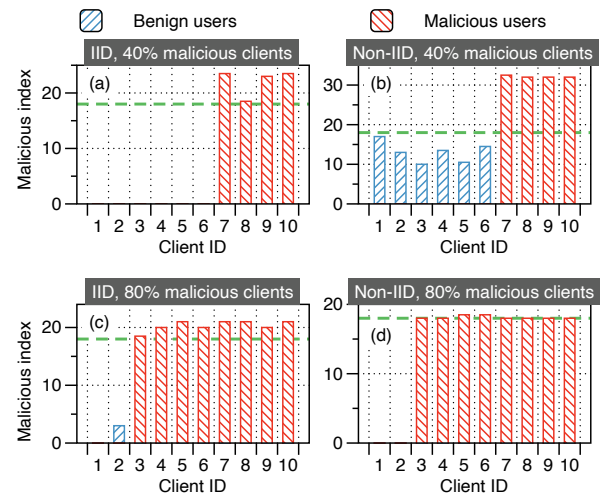 Benign users Malicious users
IID, 40% malicious clients
(a)
Malicious index
20
10
0
1 2 3 4 5 6 7 8 9 10
Client ID
Non-IID, 40% malicious clients
(b)
30
20
10
0
1 2 3 4 5 6 7 8 9 10
Client ID
IID, 80% malicious clients
(c)
Malicious index
20
10
0
1 2 3 4 5 6 7 8 9 10
Client ID
Non-IID, 80% malicious clients
(d)
20
10
0
1 2 3 4 5 6 7 8 9 10
Client ID